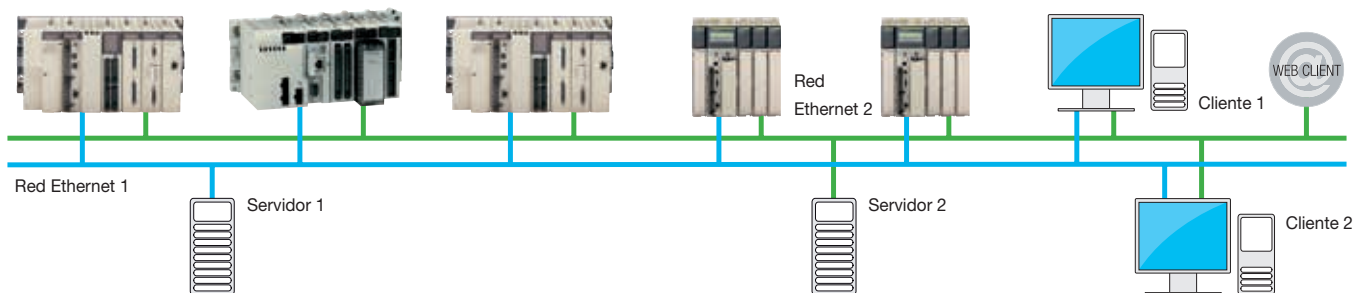 Red
Ethernet 2
Cliente 1
@
WEB CLIENT
Red Ethernet 1
Servidor 1
Servidor 2
Cliente 2